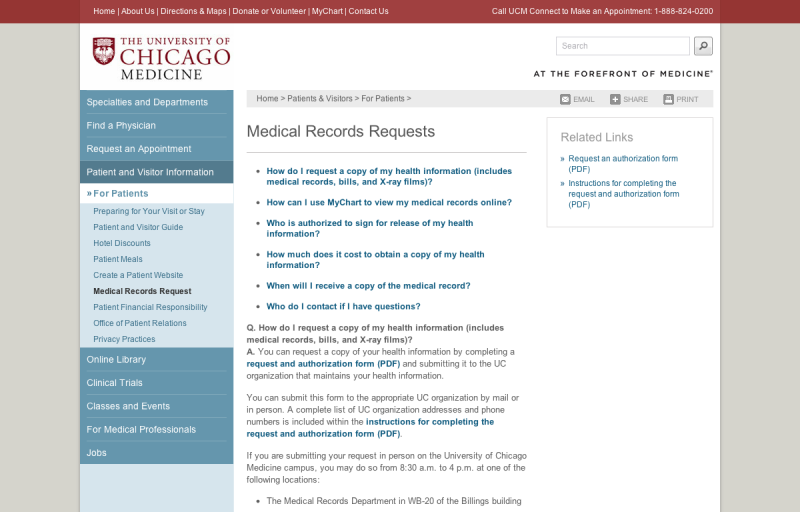 Home | About Us | Directions & Maps | Donate or Volunteer | MyChart | Contact Us
Call UCM Connect to Make an Appointment: 1-888-824-0200
THE UNIVERSITY OF
CHICAGO
MEDICINE
Search
AT THE FOREFRONT OF MEDICINE®
Specialties and Departments
Find a Physician
Request an Appointment
Patient and Visitor Information
» For Patients
Preparing for Your Visit or Stay
Patient and Visitor Guide
Hotel Discounts
Patient Meals
Create a Patient Website
Medical Records Request
Patient Financial Responsibility
Office of Patient Relations
Privacy Practices
Online Library
Clinical Trials
Classes and Events
For Medical Professionals
Jobs
Home > Patients & Visitors > For Patients >
EMAIL
SHARE
PRINT
Medical Records Requests
• How do I request a copy of my health information (includes
medical records, bills, and X-ray films)?
• How can I use MyChart to view my medical records online?
• Who is authorized to sign for release of my health
information?
• How much does it cost to obtain a copy of my health
information?
• When will I receive a copy of the medical record?
• Who do I contact if I have questions?
Q. How do I request a copy of my health information (includes
medical records, bills, and X-ray films)?
A. You can request a copy of your health information by completing a
request and authorization form (PDF) and submitting it to the UC
organization that maintains your health information.
You can submit this form to the appropriate UC organization by mail or
in person. A complete list of UC organization addresses and phone
numbers is included within the instructions for completing the
request and authorization form (PDF).
If you are submitting your request in person on the University of Chicago
Medicine campus, you may do so from 8:30 a.m. to 4 p.m. at one of the
following locations:
• The Medical Records Department in WB-20 of the Billings building
Related Links
» Request an authorization form
(PDF)
» Instructions for completing the
request and authorization form
(PDF)